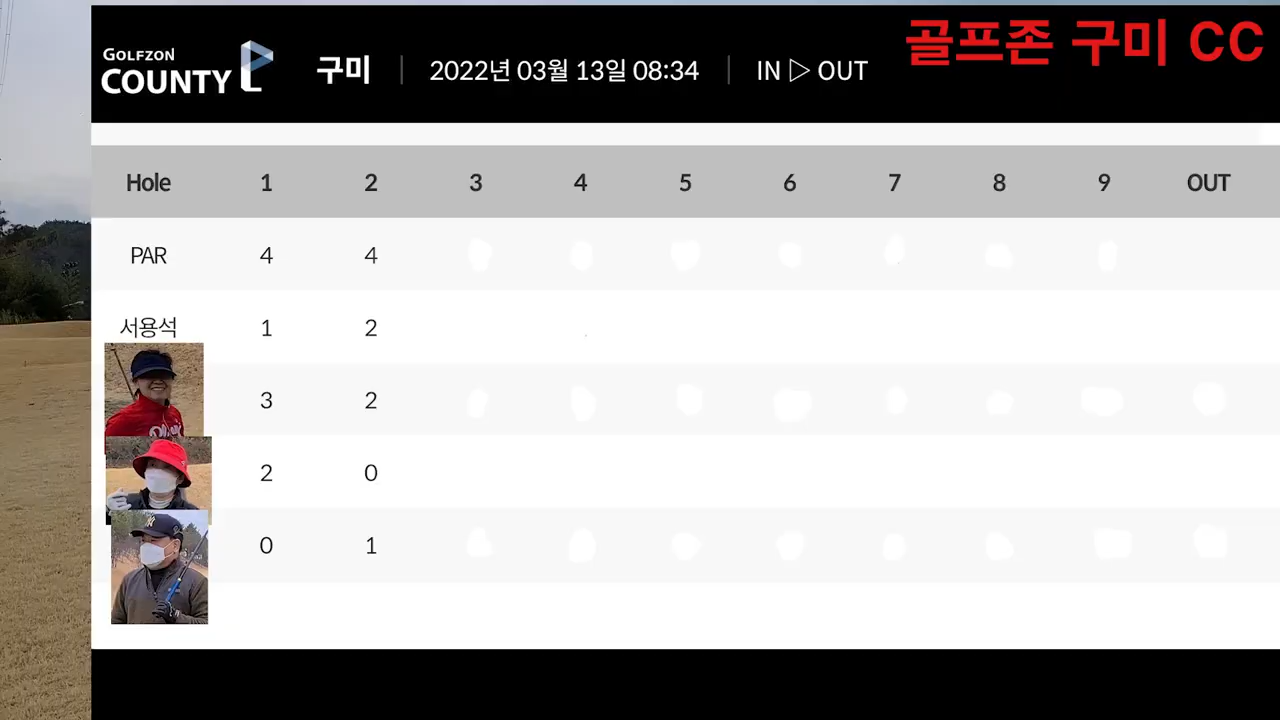 GOLFZON
COUNTY 구미 2022년 03월 13일 08:34 IN ▷ OUT
골프존 구미 CC
Hole 1 2 3 4 5 6 7 8 9 OUT
PAR 4 4
서용석 1 2
3 2
2 0
0 1